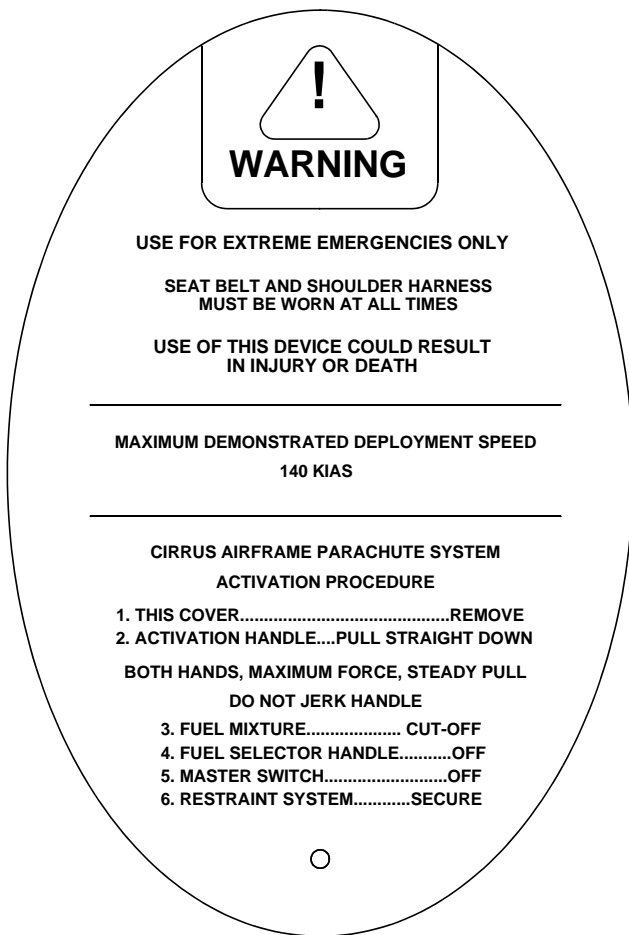 !
WARNING
USE FOR EXTREME EMERGENCIES ONLY
SEAT BELT AND SHOULDER HARNESS
MUST BE WORN AT ALL TIMES
USE OF THIS DEVICE COULD RESULT
IN INJURY OR DEATH
MAXIMUM DEMONSTRATED DEPLOYMENT SPEED
140 KIAS
CIRRUS AIRFRAME PARACHUTE SYSTEM
ACTIVATION PROCEDURE
1. THIS COVER...........................................REMOVE
2. ACTIVATION HANDLE....PULL STRAIGHT DOWN
BOTH HANDS, MAXIMUM FORCE, STEADY PULL
DO NOT JERK HANDLE
3. FUEL MIXTURE.................... CUT-OFF
4. FUEL SELECTOR HANDLE...........OFF
5. MASTER SWITCH..........................OFF
6. RESTRAINT SYSTEM............SECURE